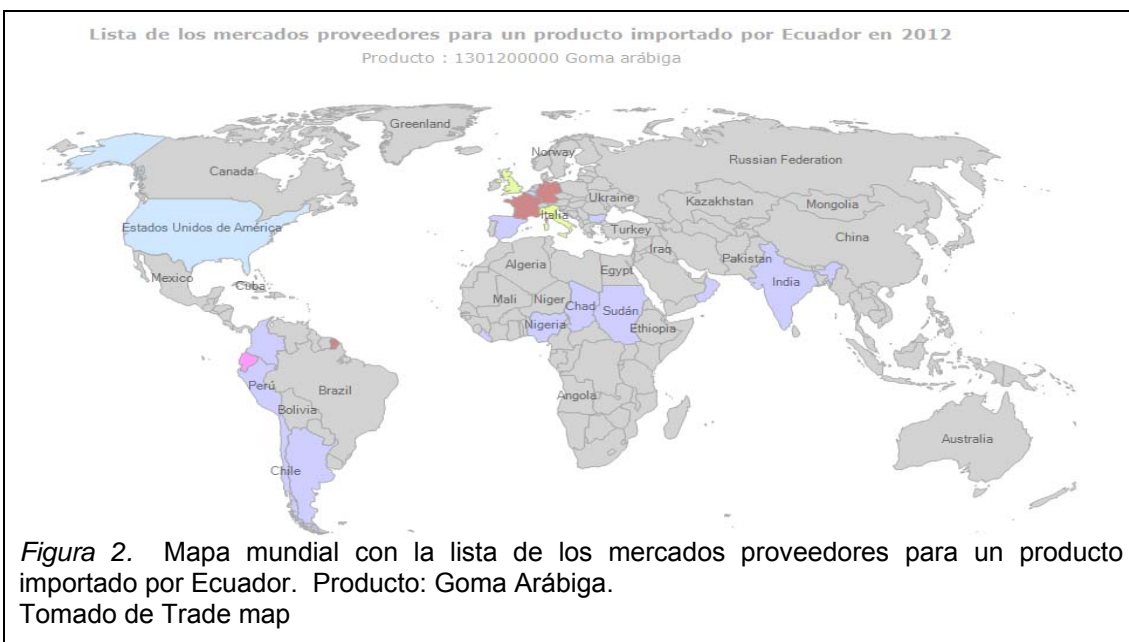 Lista de los mercados proveedores para un producto importado por Ecuador en 2012
Producto : 1301200000 Goma arábiga
Greenland
Norway
Russian Federation
Canada
Ukraine
Kazakhstan
Mongolia
Italia
Estados Unidos de América
Turkey
China
Iraq
Pakistan
Algeria
Egypt
Mexico
India
Cuba
Mali
Niger
Chad
Sudán
Nigeria
Ethiopia
Perú
Brazil
Angola
Bolivia
Australia
Chile
Figura 2. Mapa mundial con la lista de los mercados proveedores para un producto
importado por Ecuador. Producto: Goma Arábiga.
Tomado de Trade map